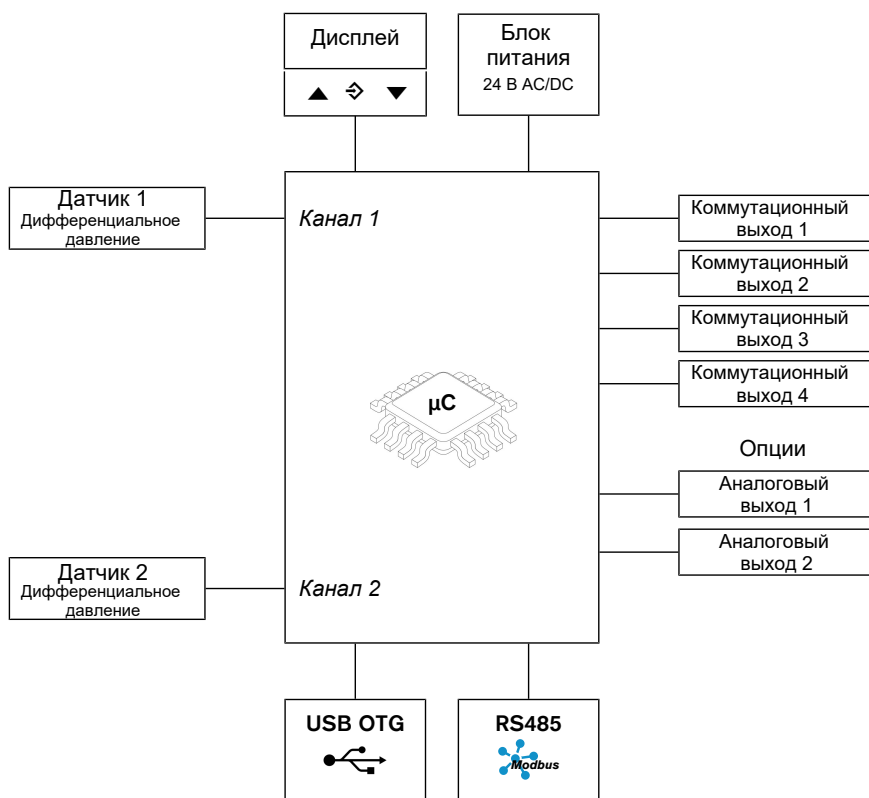 Дисплей
Блок
питания
24 В AC/DC
Датчик 1
Дифференциальное
давление
Канал 1
Коммутационный
выход 1
Коммутационный
выход 2
Коммутационный
выход 3
Коммутационный
выход 4
µC
Опции
Аналоговый
выход 1
Аналоговый
выход 2
Датчик 2
Дифференциальное
давление
Канал 2
USB OTG
RS485
Modbus